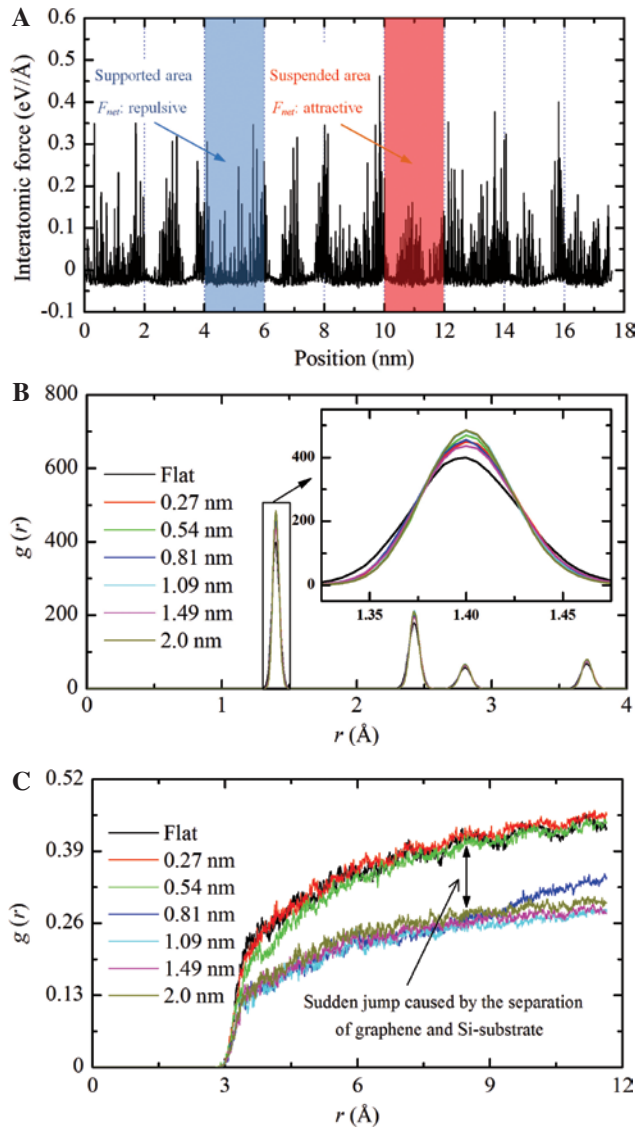 A
Interatomic force (eV/Å)
0.6
0.5
0.4
0.3
0.2
0.1
0
-0.1
Supported area
F_net: repulsive
Suspended area
F_net: attractive
0 2 4 6 8 10 12 14 16 18
Position (nm)
B
g (r)
800
600
400
200
0
Flat
0.27 nm
0.54 nm
0.81 nm
1.09 nm
1.49 nm
2.0 nm
400
200
0
1.35 1.40 1.45
0 1 2 3 4
r (Å)
C
g (r)
0.52
0.39
0.26
0.13
0
Flat
0.27 nm
0.54 nm
0.81 nm
1.09 nm
1.49 nm
2.0 nm
Sudden jump caused by the separation
of graphene and Si-substrate
0 3 6 9 12
r (Å)